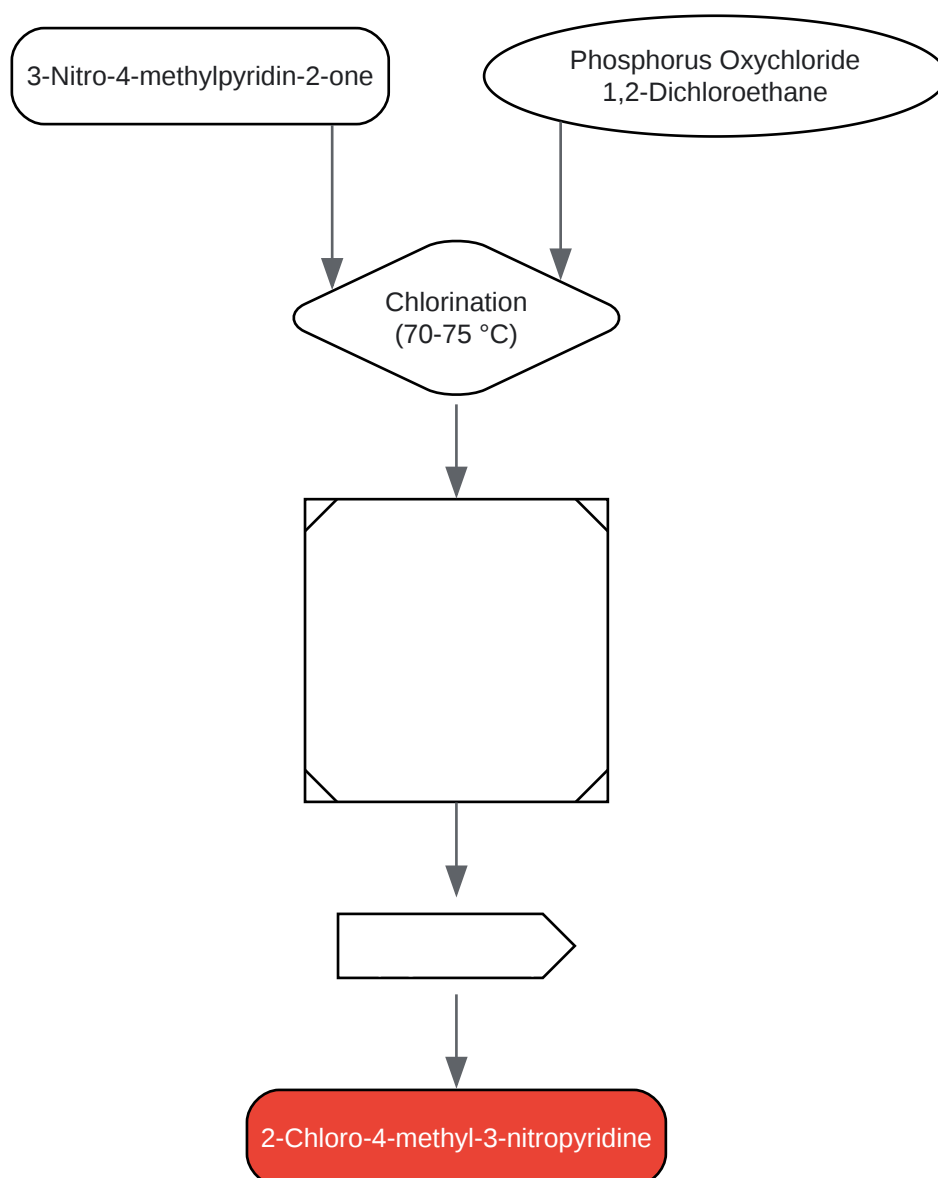 3-Nitro-4-methylpyridin-2-one
Phosphorus Oxychloride
1,2-Dichloroethane
Chlorination
(70-75 °C)
2-Chloro-4-methyl-3-nitropyridine